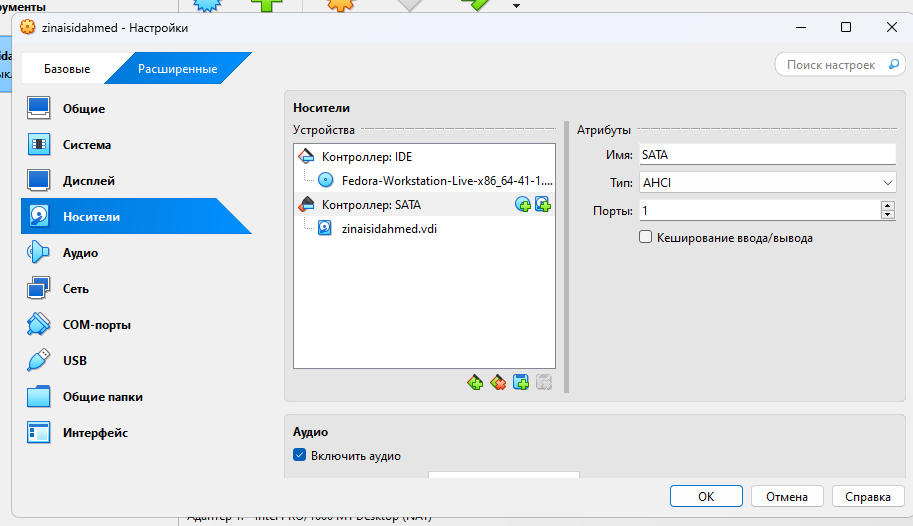 рументы
zinaisidahmed - Настройки
Базовые
Расширенные
Поиск настроек
Общие
Система
Дисплей
Носители
Аудио
Сеть
COM-порты
USB
Общие папки
Интерфейс
Носители
Устройства
Контроллер: IDE
Fedora-Workstation-Live-x86_64-41-1....
Контроллер: SATA
zinaisidahmed.vdi
Атрибуты
Имя: SATA
Тип: AHCI
Порты: 1
Кеширование ввода/вывода
Аудио
Включить аудио
OK
Отмена
Справка